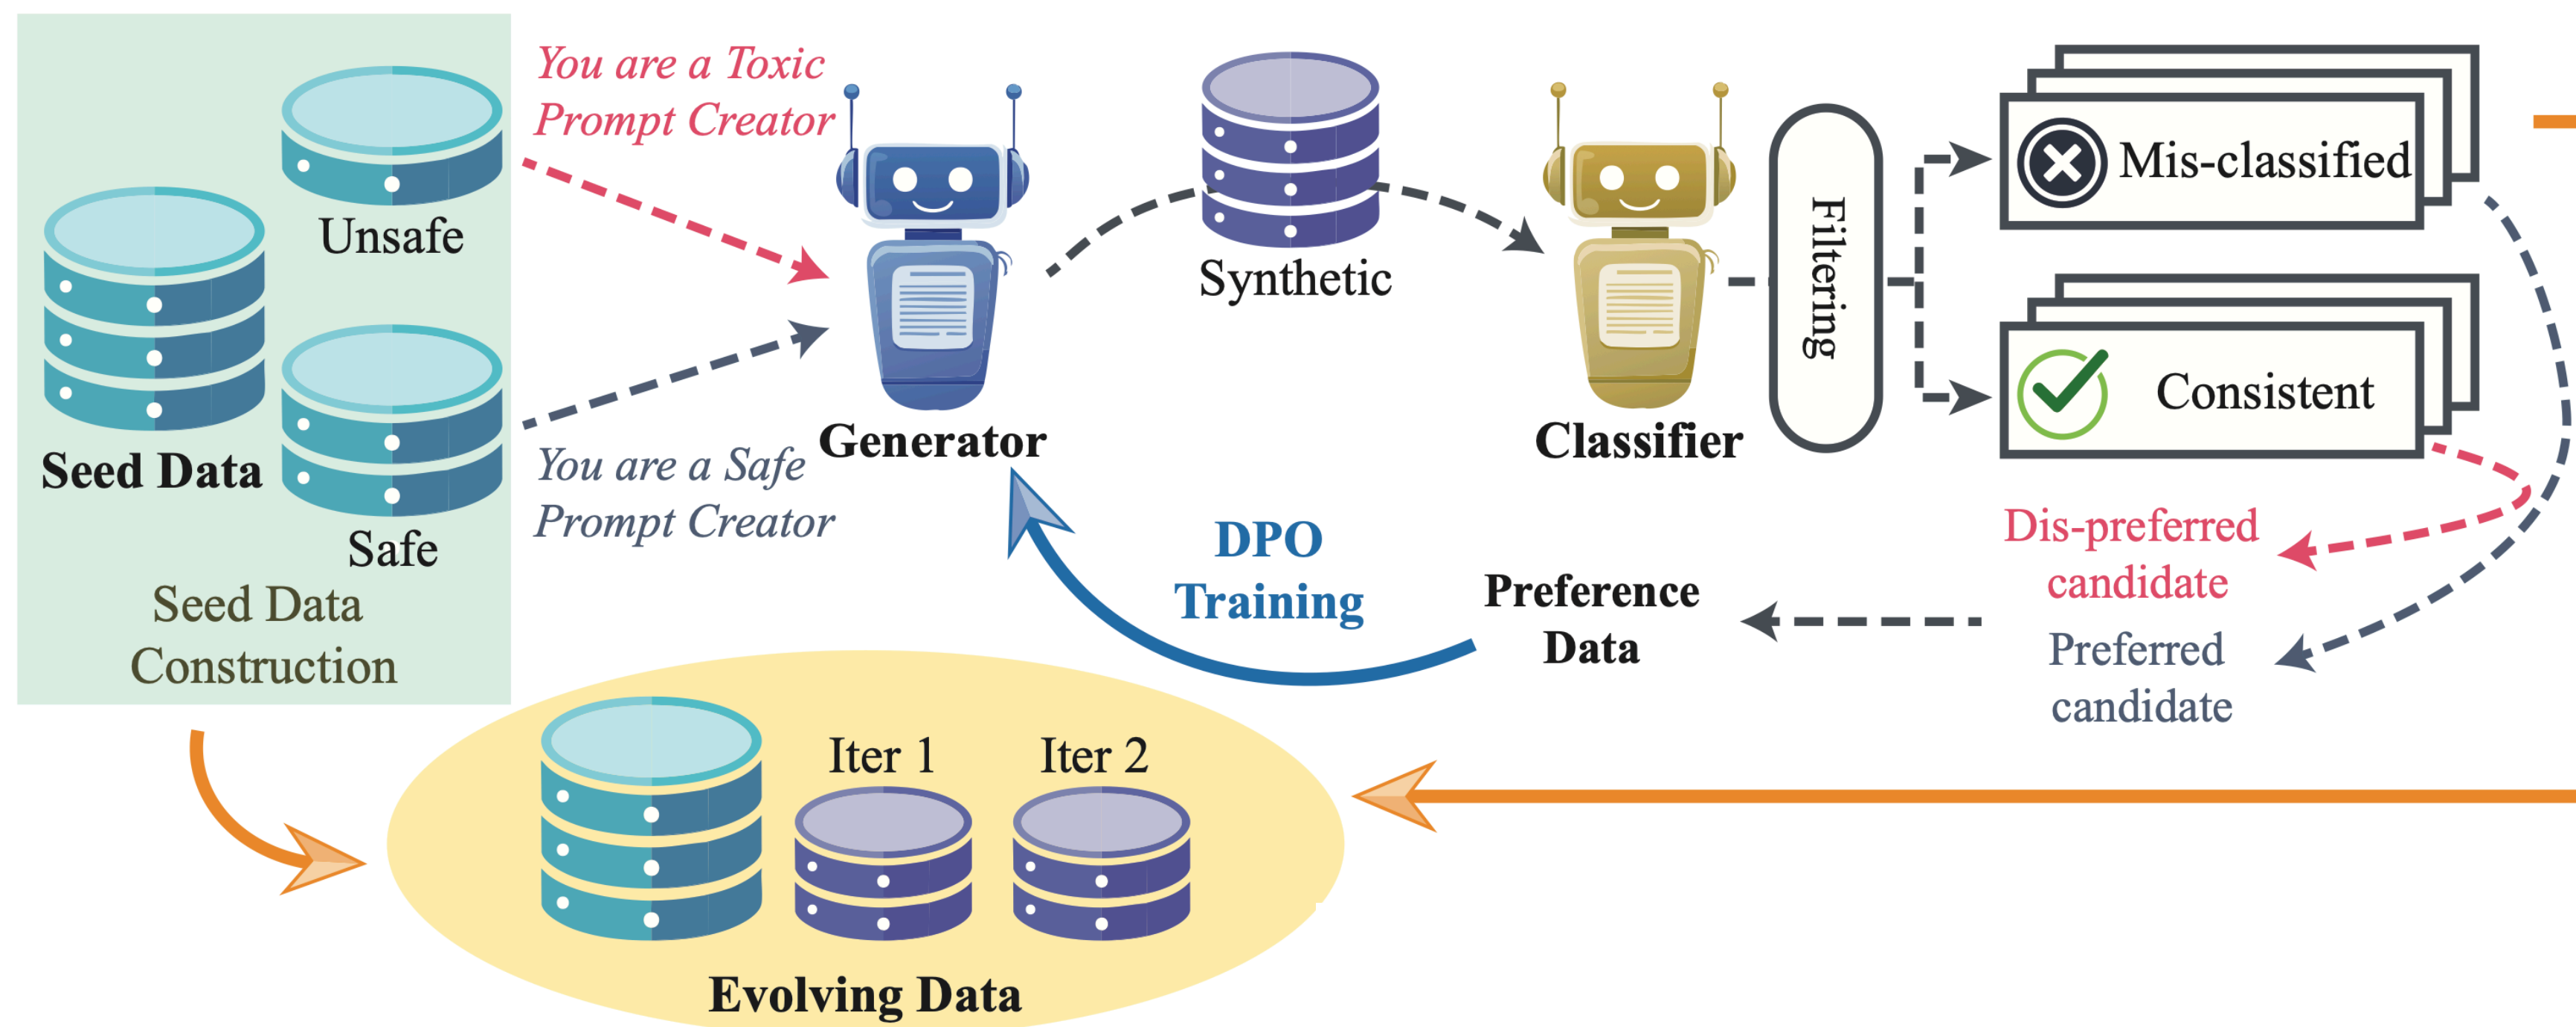 You are a Toxic
Prompt Creator
Unsafe
Seed Data
Safe
Seed Data
Construction
You are a Safe
Prompt Creator
Generator
Synthetic
Classifier
Filtering
Mis-classified
Consistent
Dis-preferred
candidate
Preferred
candidate
Preference
Data
DPO
Training
Iter 1
Iter 2
Evolving Data